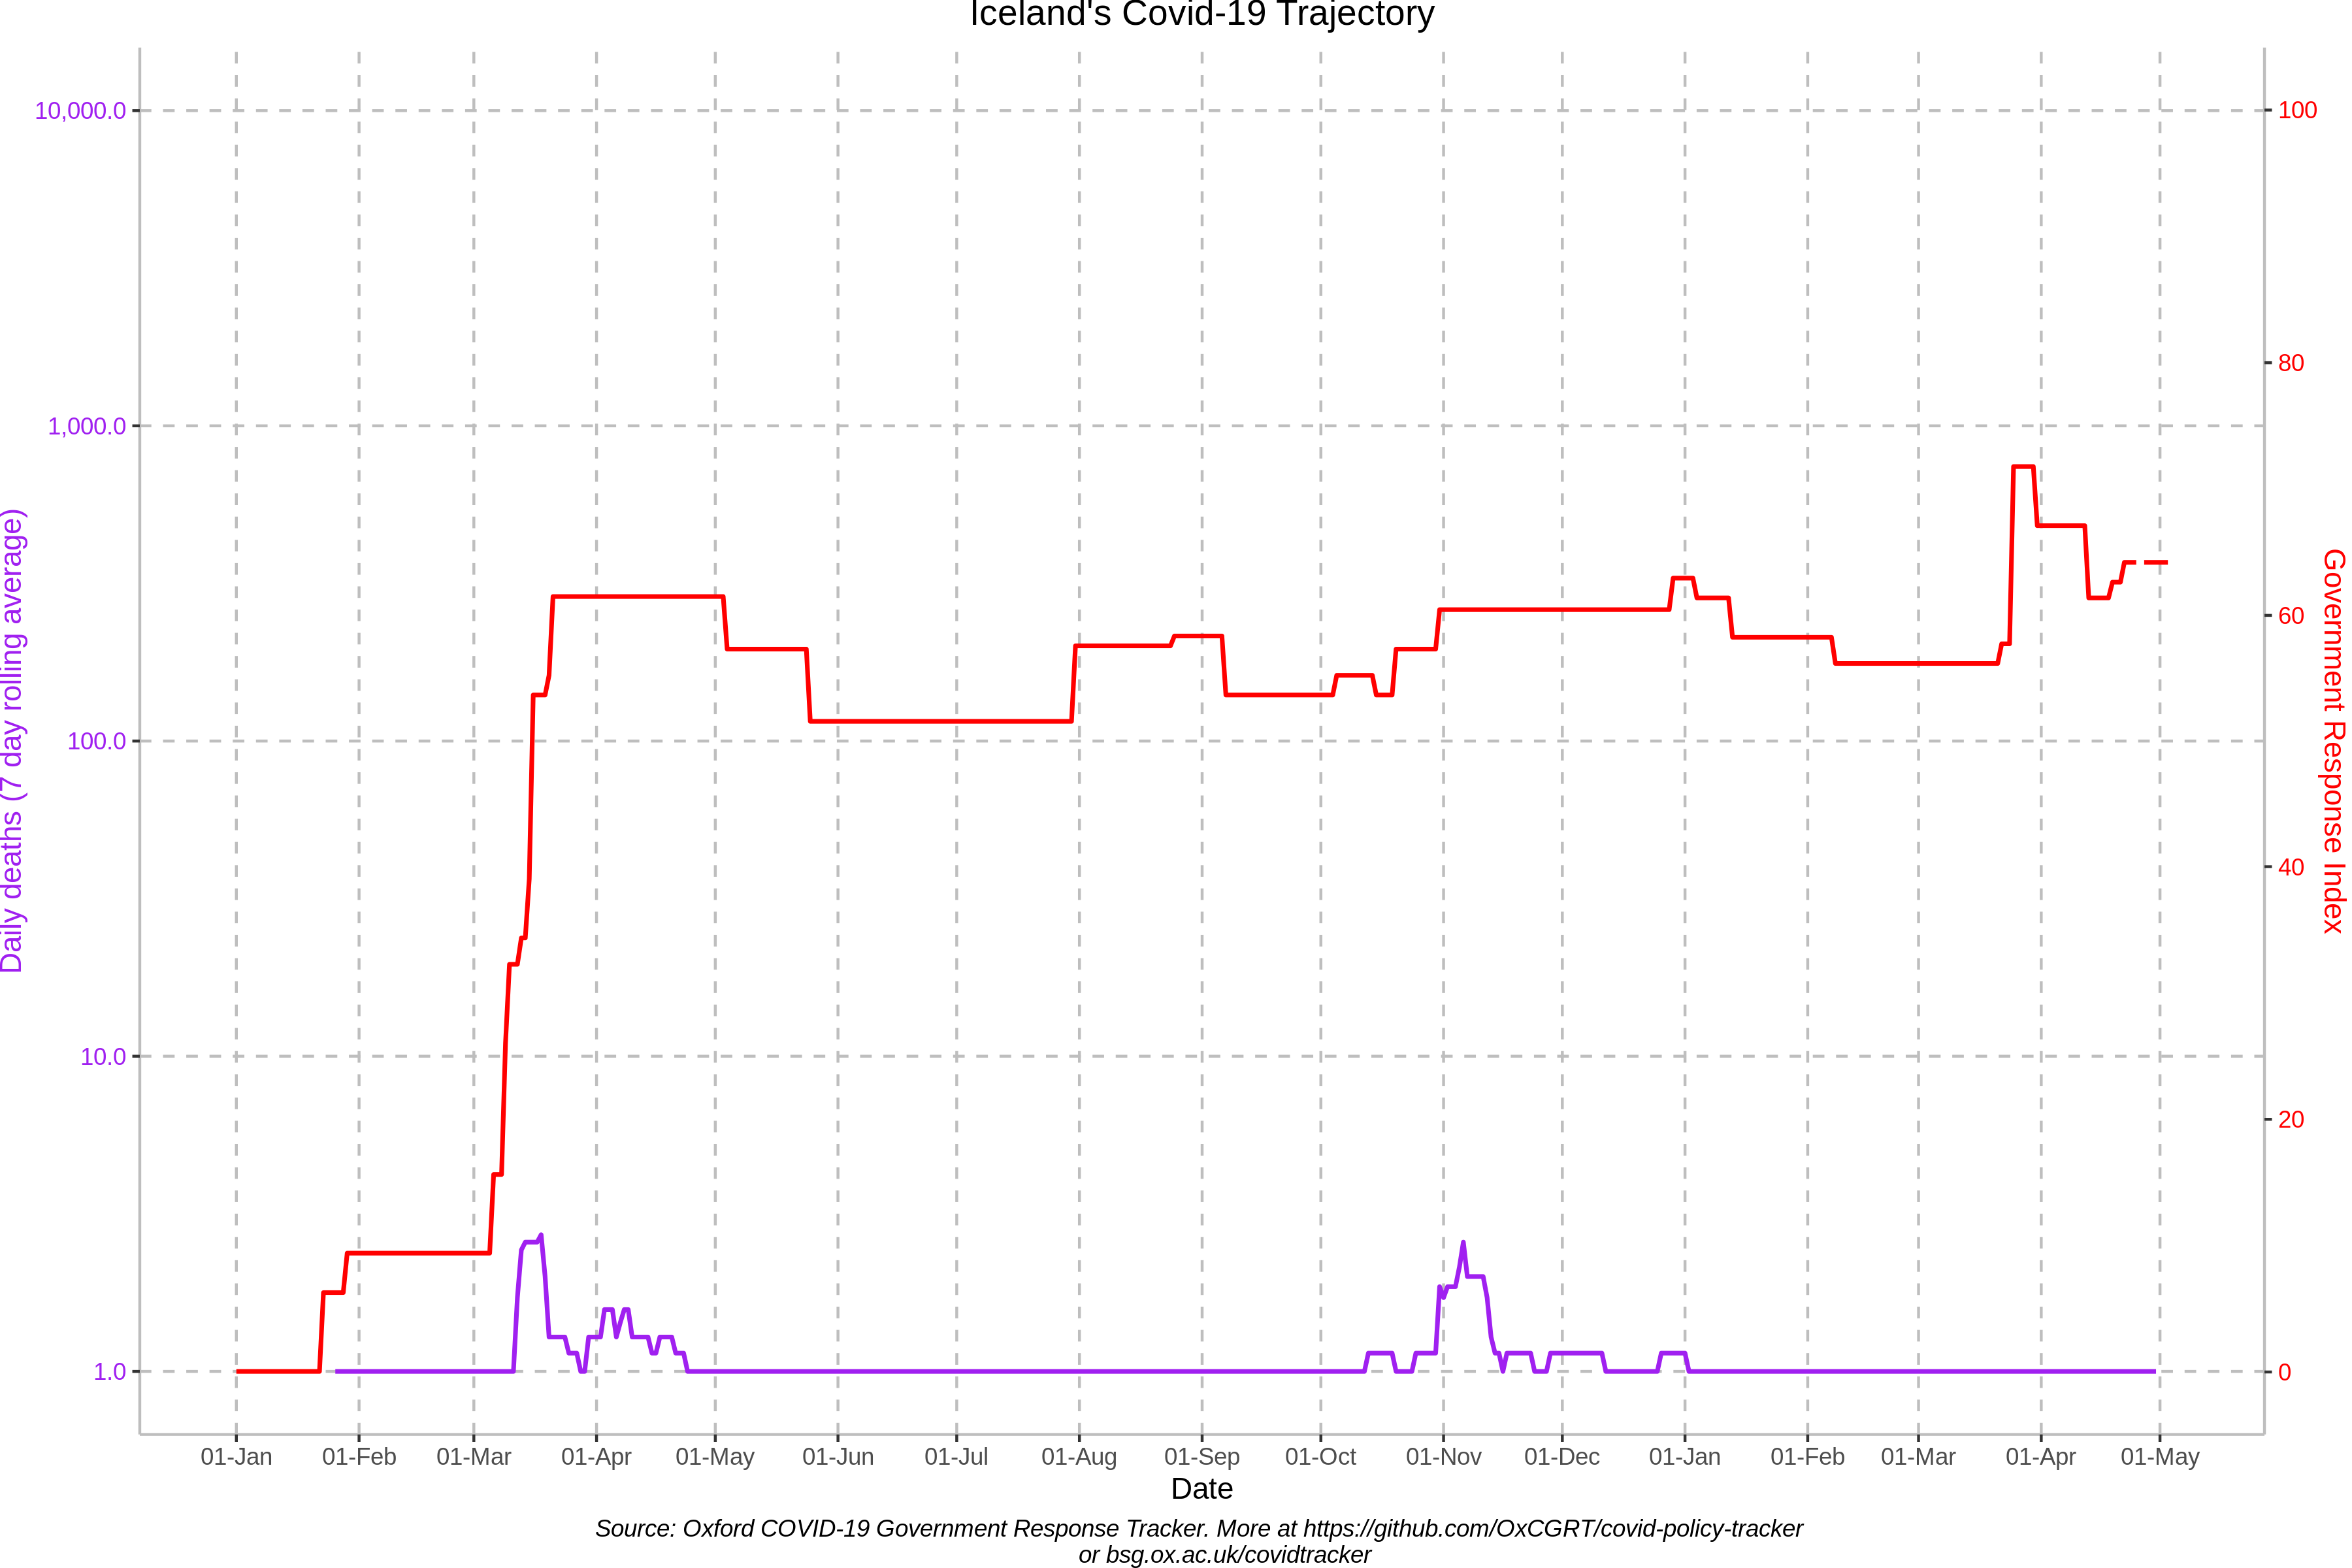 Iceland's Covid-19 Trajectory
10,000.0
1,000.0
100.0
10.0
1.0
Daily deaths (7 day rolling average)
100
80
60
40
20
0
Government Response Index
01-Jan 01-Feb 01-Mar 01-Apr 01-May 01-Jun 01-Jul 01-Aug 01-Sep 01-Oct 01-Nov 01-Dec 01-Jan 01-Feb 01-Mar 01-Apr 01-May
Date
Source: Oxford COVID-19 Government Response Tracker. More at https://github.com/OxCGRT/covid-policy-tracker
or bsg.ox.ac.uk/covidtracker